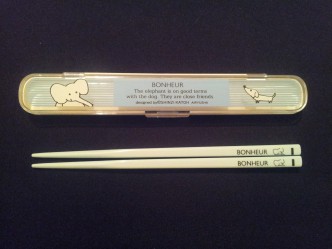 BONHEUR
The elephant is on good terms
with the dog. They are close friends.
BONHEUR
BONHEUR